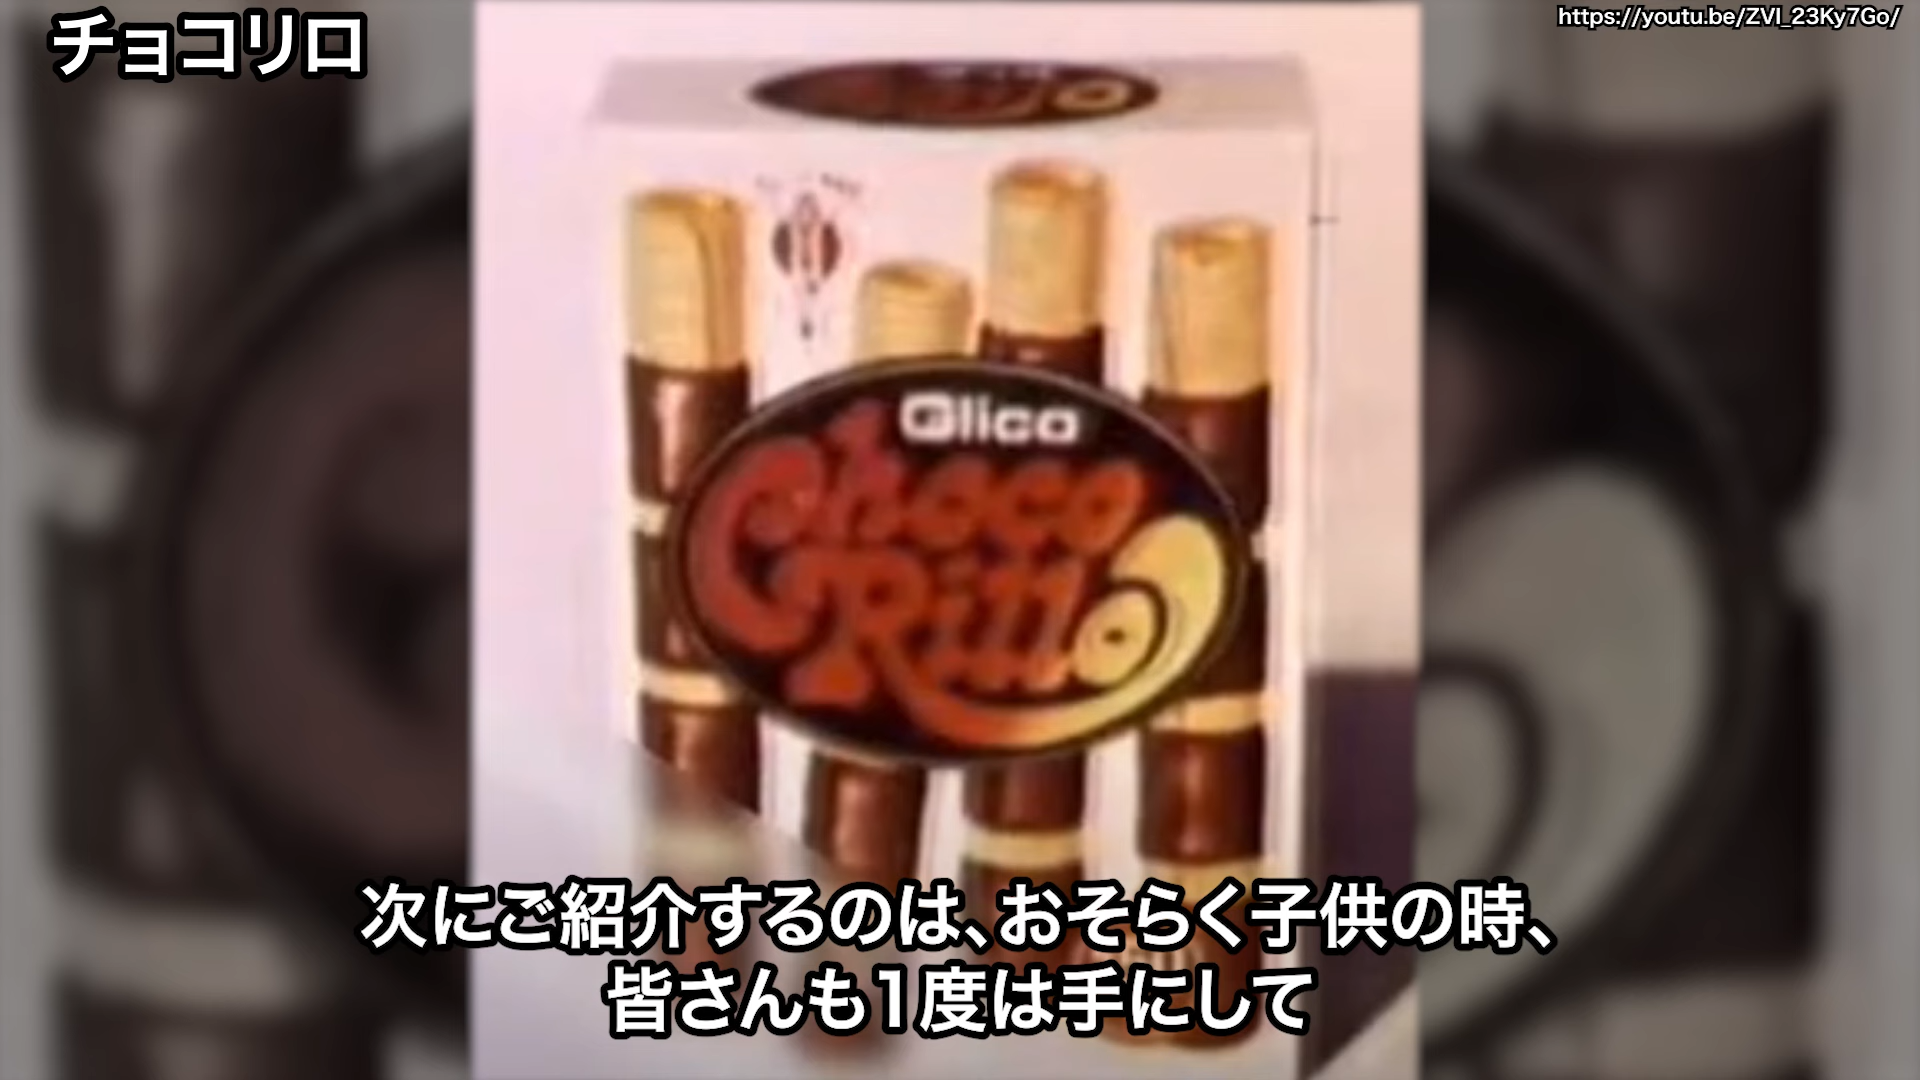 チョコリロ
https://youtu.be/ZVl_23Ky7Go/
Glico
Choco
Rillo
次にご紹介するのは、おそらく子供の時、
皆さんも1度は手にして